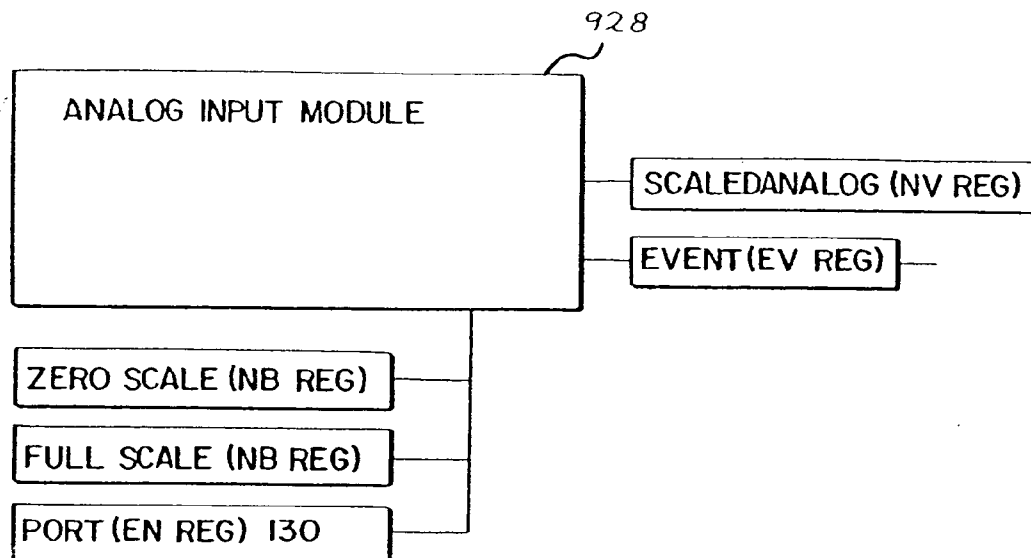 928
ANALOG INPUT MODULE
SCALEDANALOG (NV REG)
EVENT (EV REG)
ZERO SCALE (NB REG)
FULL SCALE (NB REG)
PORT (EN REG) 130